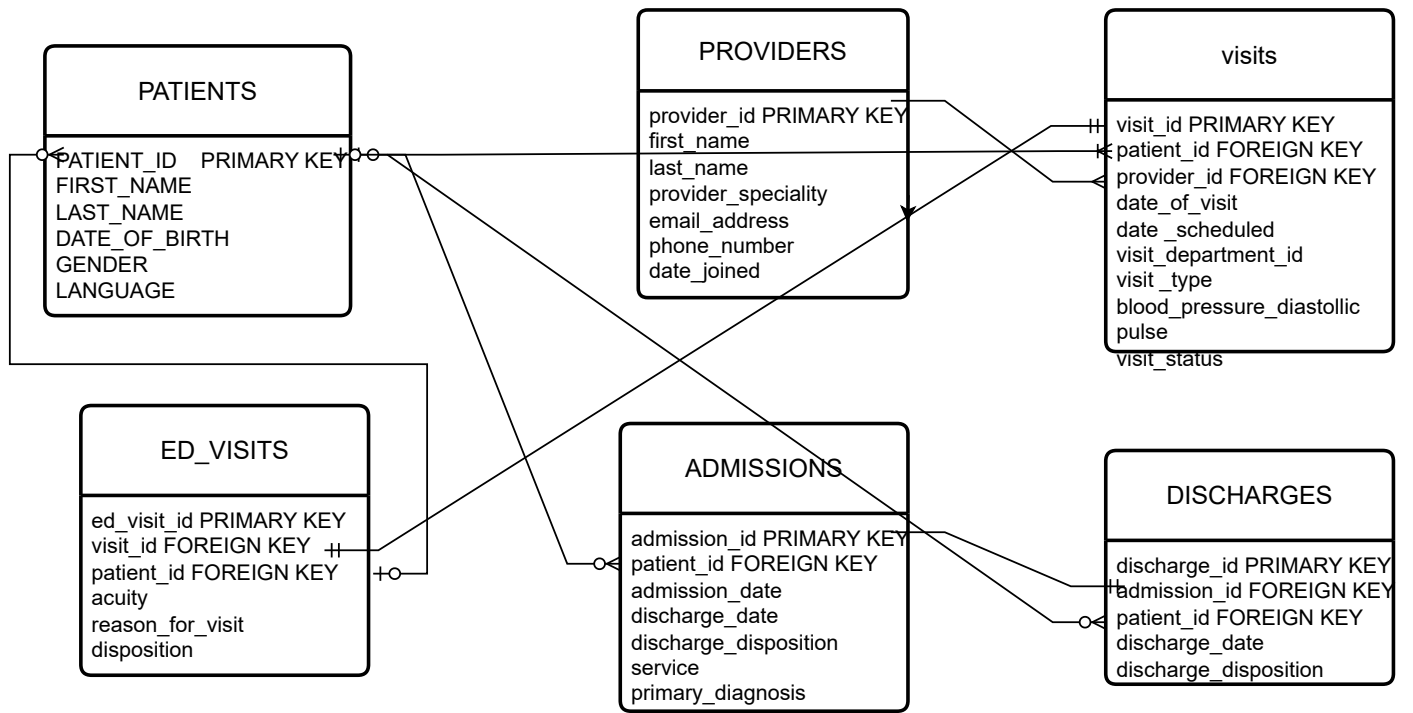 PATIENTS
PATIENT_ID PRIMARY KEY
FIRST_NAME
LAST_NAME
DATE_OF_BIRTH
GENDER
LANGUAGE
PROVIDERS
provider_id PRIMARY KEY
first_name
last_name
provider_speciality
email_address
phone_number
date_joined
visits
visit_id PRIMARY KEY
patient_id FOREIGN KEY
provider_id FOREIGN KEY
date_of_visit
date _scheduled
visit_department_id
visit _type
blood_pressure_diastollic
pulse
visit_status
ED_VISITS
ed_visit_id PRIMARY KEY
visit_id FOREIGN KEY
patient_id FOREIGN KEY
acuity
reason_for_visit
disposition
ADMISSIONS
admission_id PRIMARY KEY
patient_id FOREIGN KEY
admission_date
discharge_date
discharge_disposition
service
primary_diagnosis
DISCHARGES
discharge_id PRIMARY KEY
admission_id FOREIGN KEY
patient_id FOREIGN KEY
discharge_date
discharge_disposition